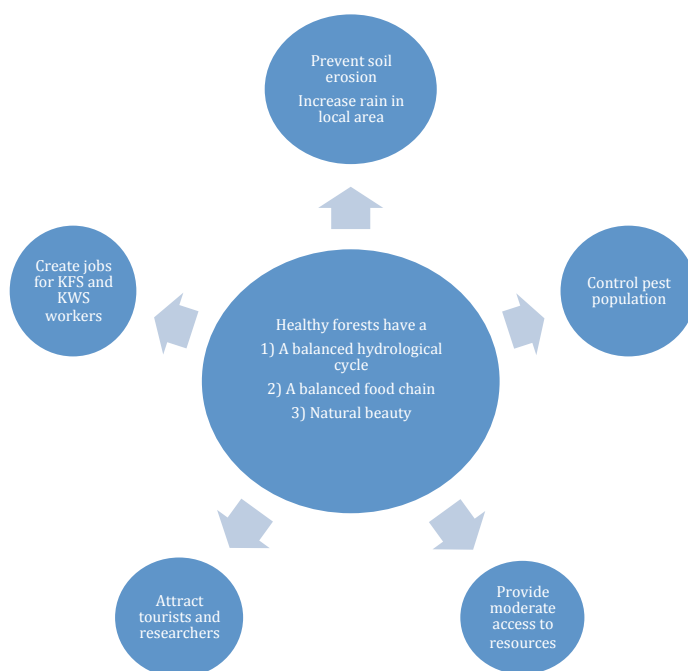 Prevent soil
erosion
Increase rain in
local area
Create jobs
for KFS and
KWS
workers
Control pest
population
Healthy forests have a
1) A balanced hydrological
cycle
2) A balanced food chain
3) Natural beauty
Attract
tourists and
researchers
Provide
moderate
access to
resources